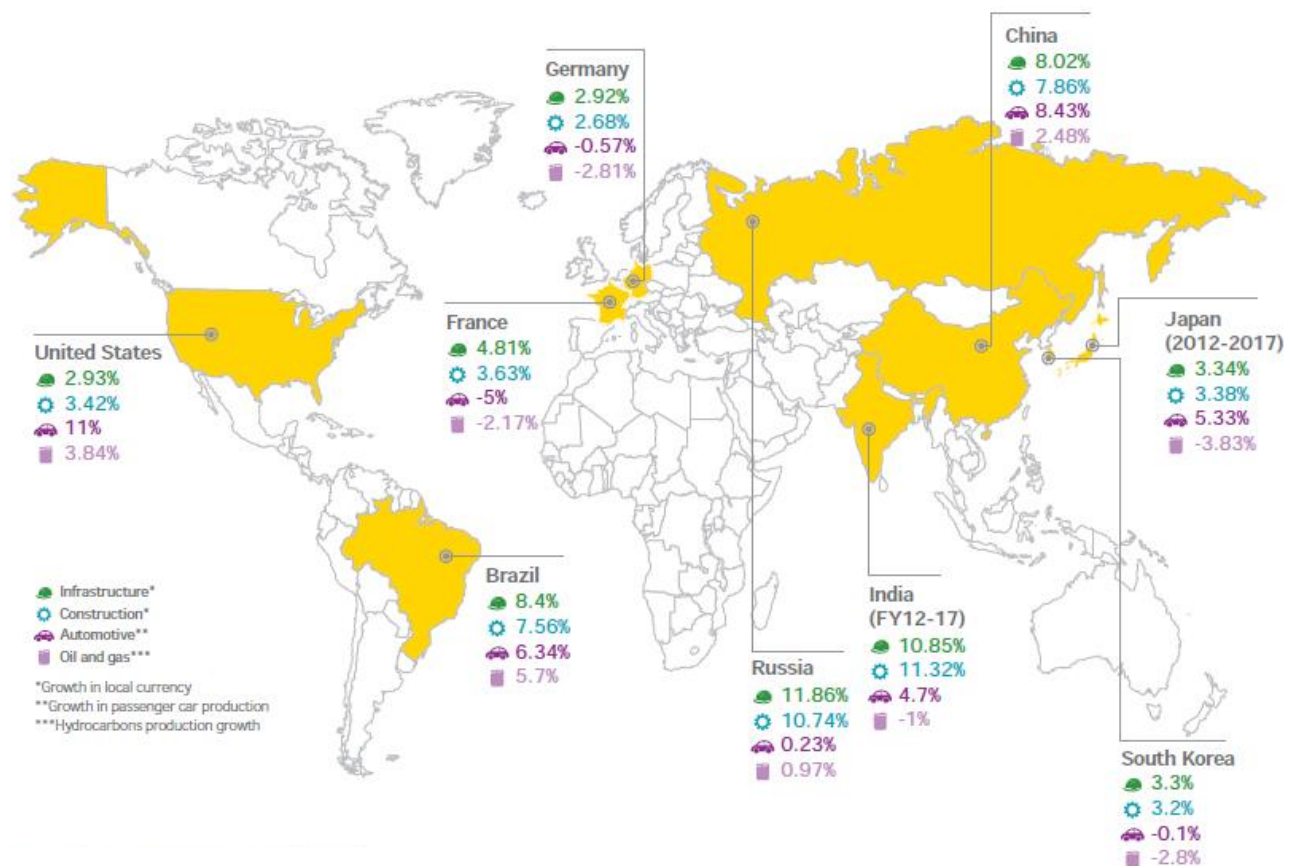 China
8.02%
7.86%
8.43%
2.48%
Germany
2.92%
2.68%
-0.57%
-2.81%
Japan
(2012-2017)
3.34%
3.38%
5.33%
-3.83%
France
4.81%
3.63%
-5%
-2.17%
United States
2.93%
3.42%
11%
3.84%
Brazil
8.4%
7.56%
6.34%
5.7%
India
(FY12-17)
10.85%
11.32%
4.7%
-1%
Russia
11.86%
10.74%
0.23%
0.97%
South Korea
3.3%
3.2%
-0.1%
-2.8%
Infrastructure*
Construction*
Automotive**
Oil and gas***
*Growth in local currency
**Growth in passenger car production
***Hydrocarbons production growth